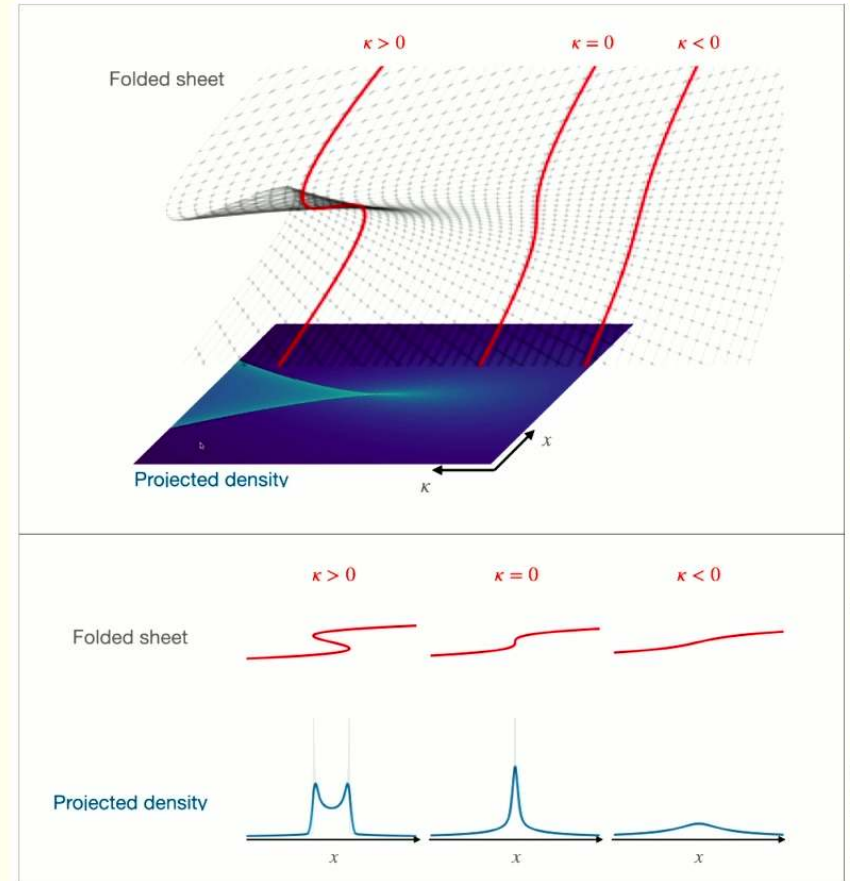 κ > 0 κ = 0 κ < 0
Folded sheet
x
Projected density
κ
κ > 0 κ = 0 κ < 0
Folded sheet
Projected density
x x x